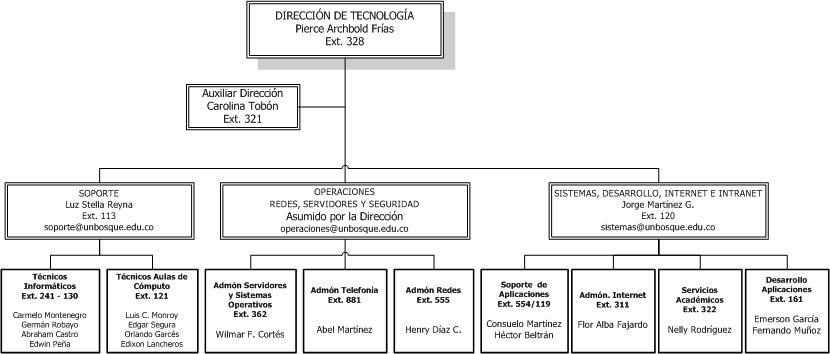 DIRECCIÓN DE TECNOLOGÍA
Pierce Archbold Frías
Ext. 328
Auxiliar Dirección
Carolina Tobón
Ext. 321
SOPORTE
Luz Stella Reyna
Ext. 113
soporte@unbosque.edu.co
OPERACIONES
REDES, SERVIDORES Y SEGURIDAD
Asumido por la Dirección
operaciones@unbosque.edu.co
SISTEMAS, DESARROLLO, INTERNET E INTRANET
Jorge Martínez G.
Ext. 120
sistemas@unbosque.edu.co
Técnicos
Informáticos
Ext. 241 - 130
Carmelo Montenegro
Germán Robayo
Abraham Castro
Edwin Peña
Técnicos Aulas de
Cómputo
Ext. 121
Luis C. Monroy
Edgar Segura
Orlando Garcés
Edixon Lancheros
Admón Servidores
y Sistemas
Operativos
Ext. 362
Wilmar F. Cortés
Admón Telefonía
Ext. 881
Abel Martínez
Admón Redes
Ext. 555
Henry Díaz C.
Soporte de
Aplicaciones
Ext. 554/119
Consuelo Martínez
Héctor Beltrán
Admón. Internet
Ext. 311
Flor Alba Fajardo
Servicios
Académicos
Ext. 322
Nelly Rodríguez
Desarrollo
Aplicaciones
Ext. 161
Emerson García
Fernando Muñoz